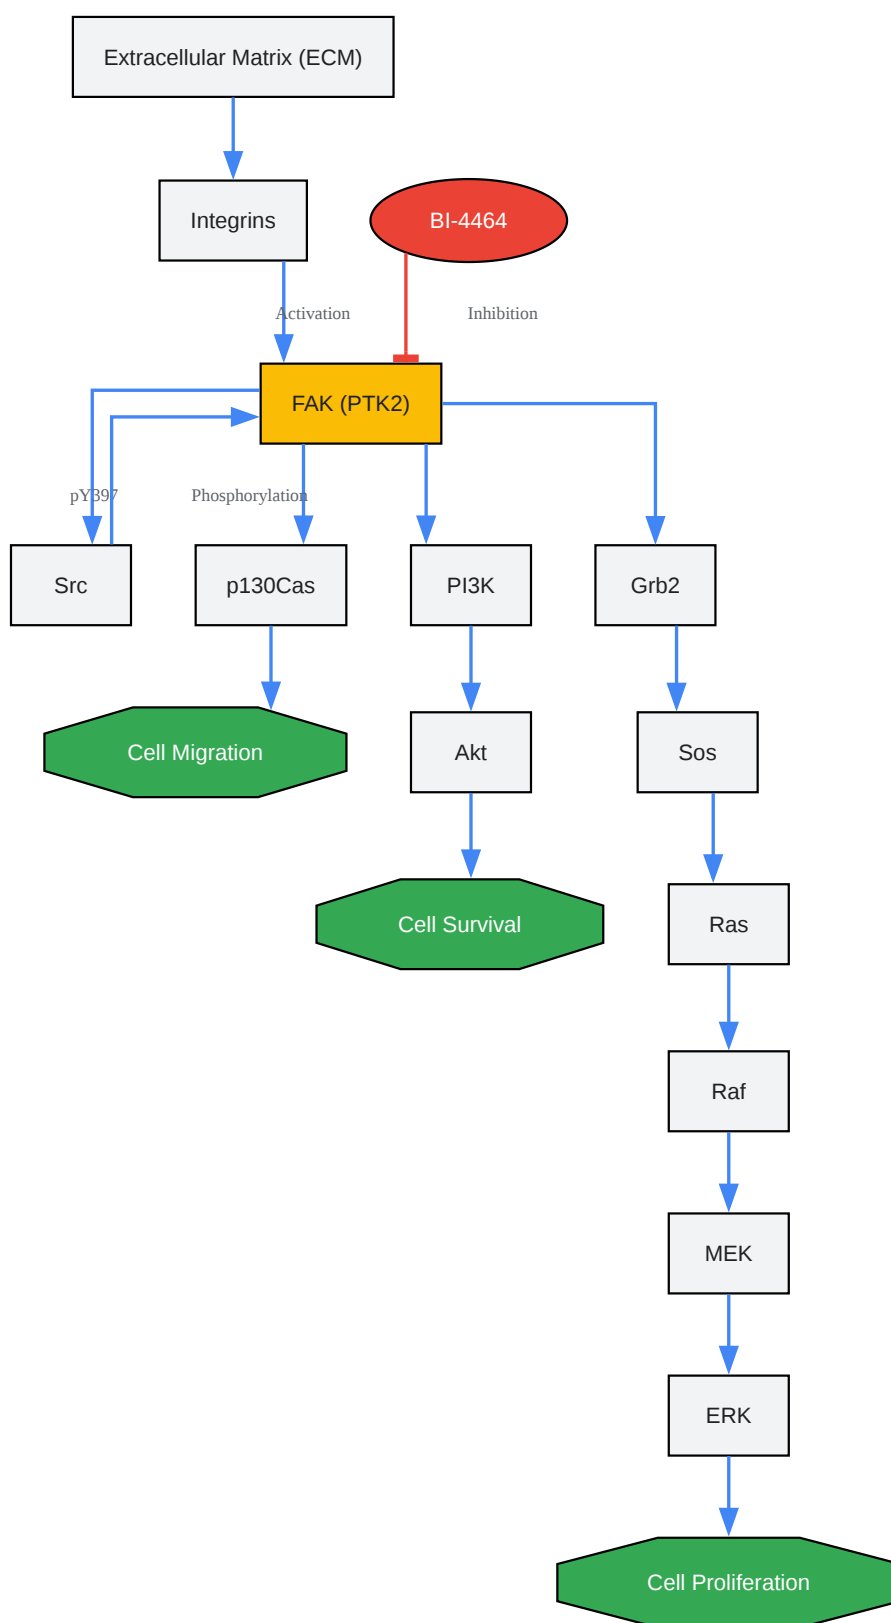 Extracellular Matrix (ECM)
Integrins
BI-4464
Activation
Inhibition
FAK (PTK2)
pY397
Phosphorylation
Src
p130Cas
PI3K
Grb2
Cell Migration
Akt
Sos
Cell Survival
Ras
Raf
MEK
ERK
Cell Proliferation